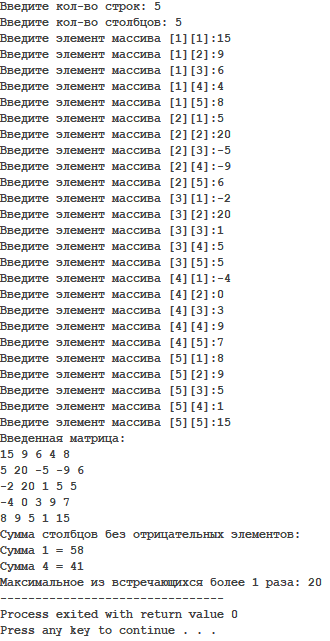 Введите кол-во строк: 5
Введите кол-во столбцов: 5
Введите элемент массива [1][1]:15
Введите элемент массива [1][2]:9
Введите элемент массива [1][3]:6
Введите элемент массива [1][4]:4
Введите элемент массива [1][5]:8
Введите элемент массива [2][1]:5
Введите элемент массива [2][2]:20
Введите элемент массива [2][3]:-5
Введите элемент массива [2][4]:-9
Введите элемент массива [2][5]:6
Введите элемент массива [3][1]:-2
Введите элемент массива [3][2]:20
Введите элемент массива [3][3]:1
Введите элемент массива [3][4]:5
Введите элемент массива [3][5]:5
Введите элемент массива [4][1]:-4
Введите элемент массива [4][2]:0
Введите элемент массива [4][3]:3
Введите элемент массива [4][4]:9
Введите элемент массива [4][5]:7
Введите элемент массива [5][1]:8
Введите элемент массива [5][2]:9
Введите элемент массива [5][3]:5
Введите элемент массива [5][4]:1
Введите элемент массива [5][5]:15
Введенная матрица:
15 9 6 4 8
5 20 -5 -9 6
-2 20 1 5 5
-4 0 3 9 7
8 9 5 1 15
Сумма столбцов без отрицательных элементов:
Сумма 1 = 58
Сумма 4 = 41
Максимальное из встречающихся более 1 раза: 20
--------------------------------
Process exited with return value 0
Press any key to continue . . .